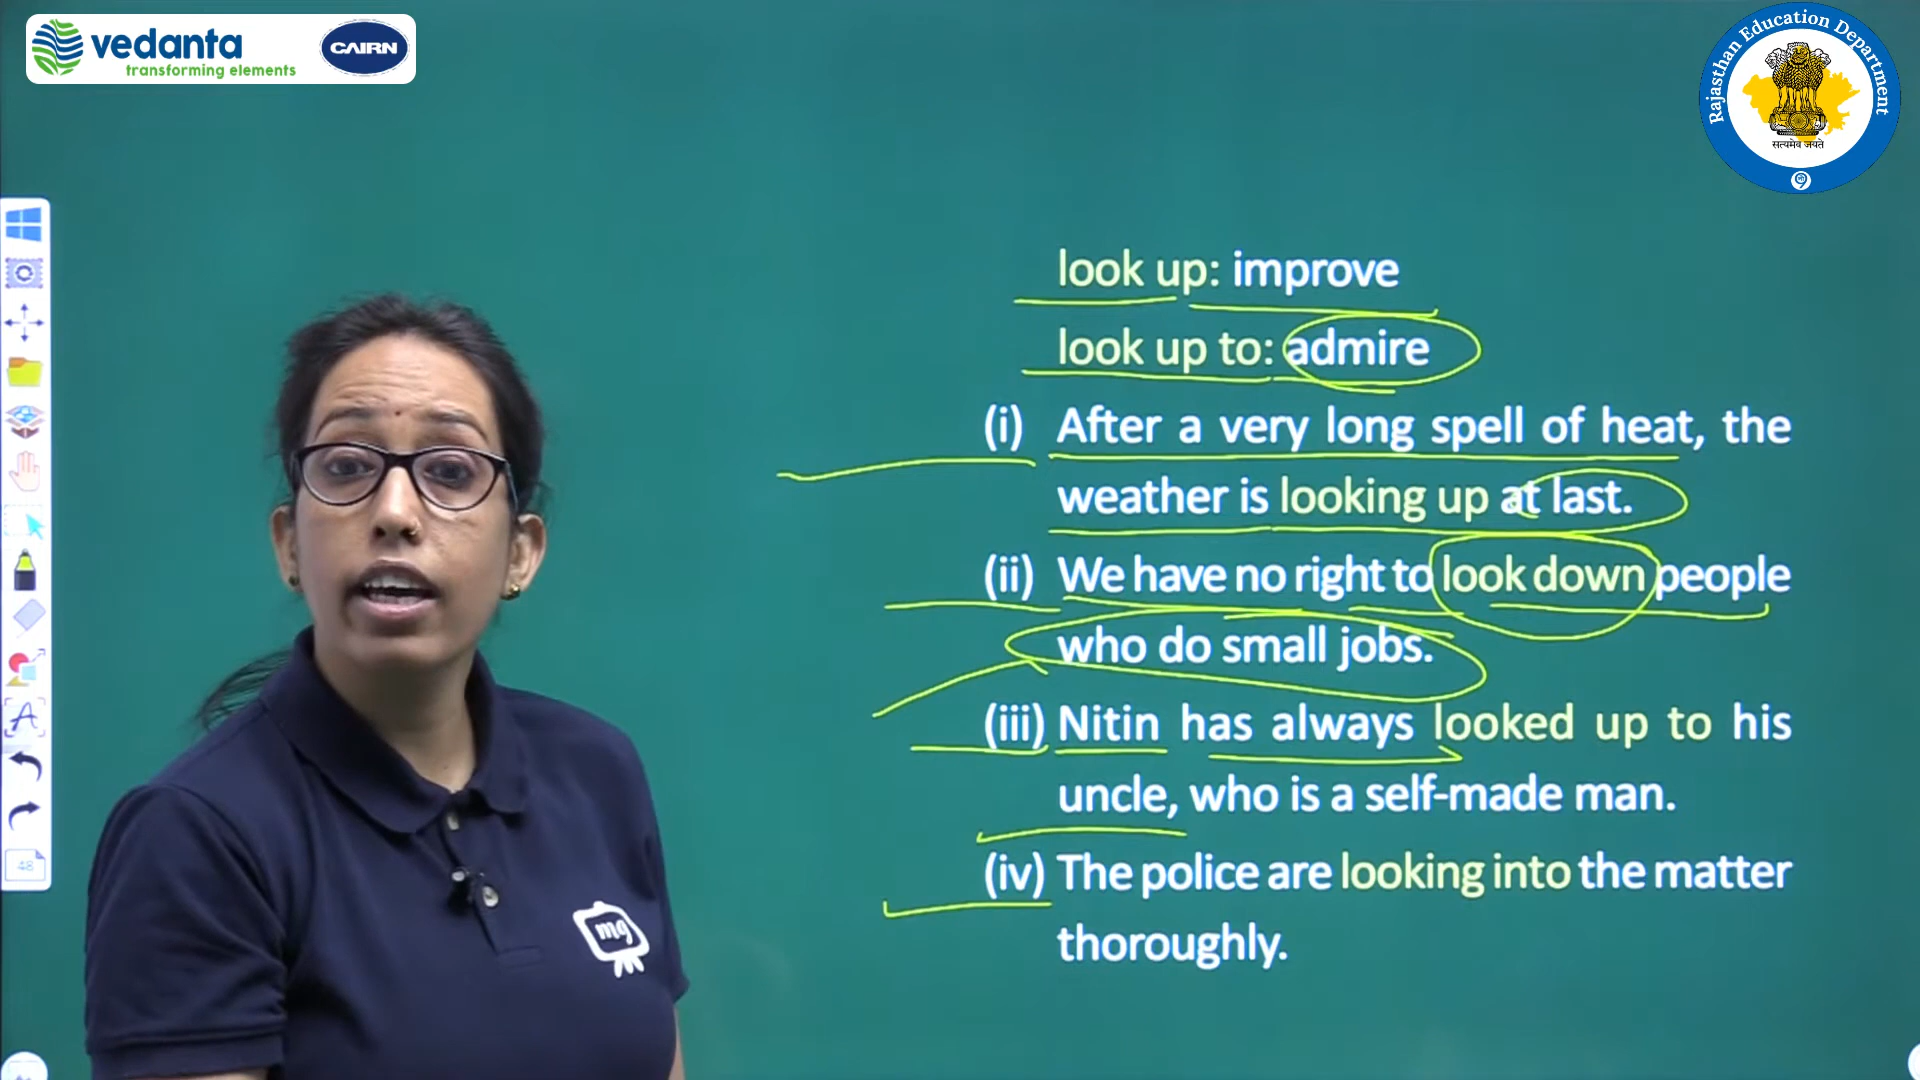 vedanta
transforming elements
CAIRN
Rajasthan Education Department
सत्यमेव जयते
look up: improve
look up to: admire
(i) After a very long spell of heat, the
weather is looking up at last.
(ii) We have no right to look down people
who do small jobs.
(iii) Nitin has always looked up to his
uncle, who is a self-made man.
(iv) The police are looking into the matter
thoroughly.
mg
A
48